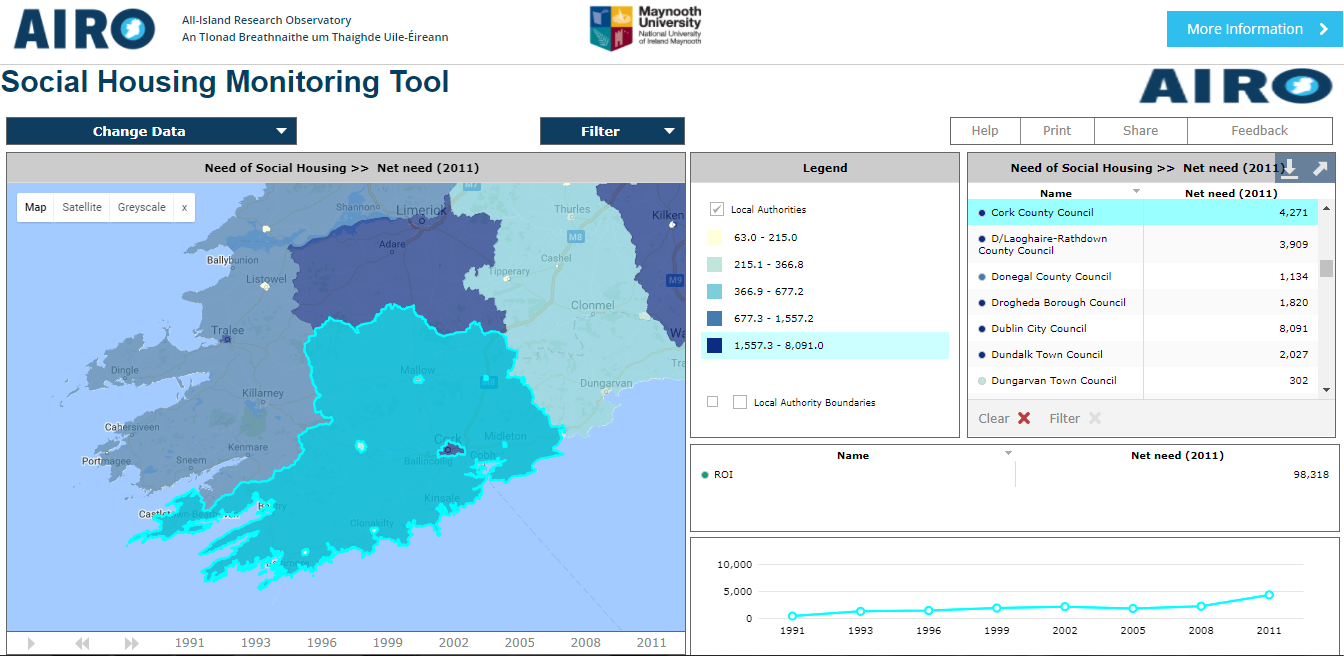 AIRO
All-Island Research Observatory
An Tíonad Breathnaithe um Thaighde Uile-Éireann
Maynooth
University
National University
of Ireland Maynooth
More Information
Social Housing Monitoring Tool
AIRO
Change Data
Filter
Help
Print
Share
Feedback
Need of Social Housing >> Net need (2011)
Map
Satellite
Greyscale
x
Shannon
Limerick
M7
Thurles
Kilken
M8
Adare
Cashel
Ballybunion
Listowel
Tipperary
M9
Clonmel
Tralee
Wa
Mallow
M8
Tra
Dingle
Killarney
Dungarvan
Cahersiveen
Kenmare
Cork
Midleton
Portmagee
Sneem
Ballincollig
Cobh
Kinsale
Bantry
Clonakilty
1991
1993
1996
1999
2002
2005
2008
2011
Legend
Local Authorities
63.0 - 215.0
215.1 - 366.8
366.9 - 677.2
677.3 - 1,557.2
1,557.3 - 8,091.0
Local Authority Boundaries
Need of Social Housing >> Net need (2011)
Name Net need (2011)
Cork County Council 4,271
D/Laoghaire-Rathdown
County Council 3,909
Donegal County Council 1,134
Drogheda Borough Council 1,820
Dublin City Council 8,091
Dundalk Town Council 2,027
Dungarvan Town Council 302
Clear
Filter
Name Net need (2011)
ROI 98,318
10,000
5,000
0
1991 1993 1996 1999 2002 2005 2008 2011